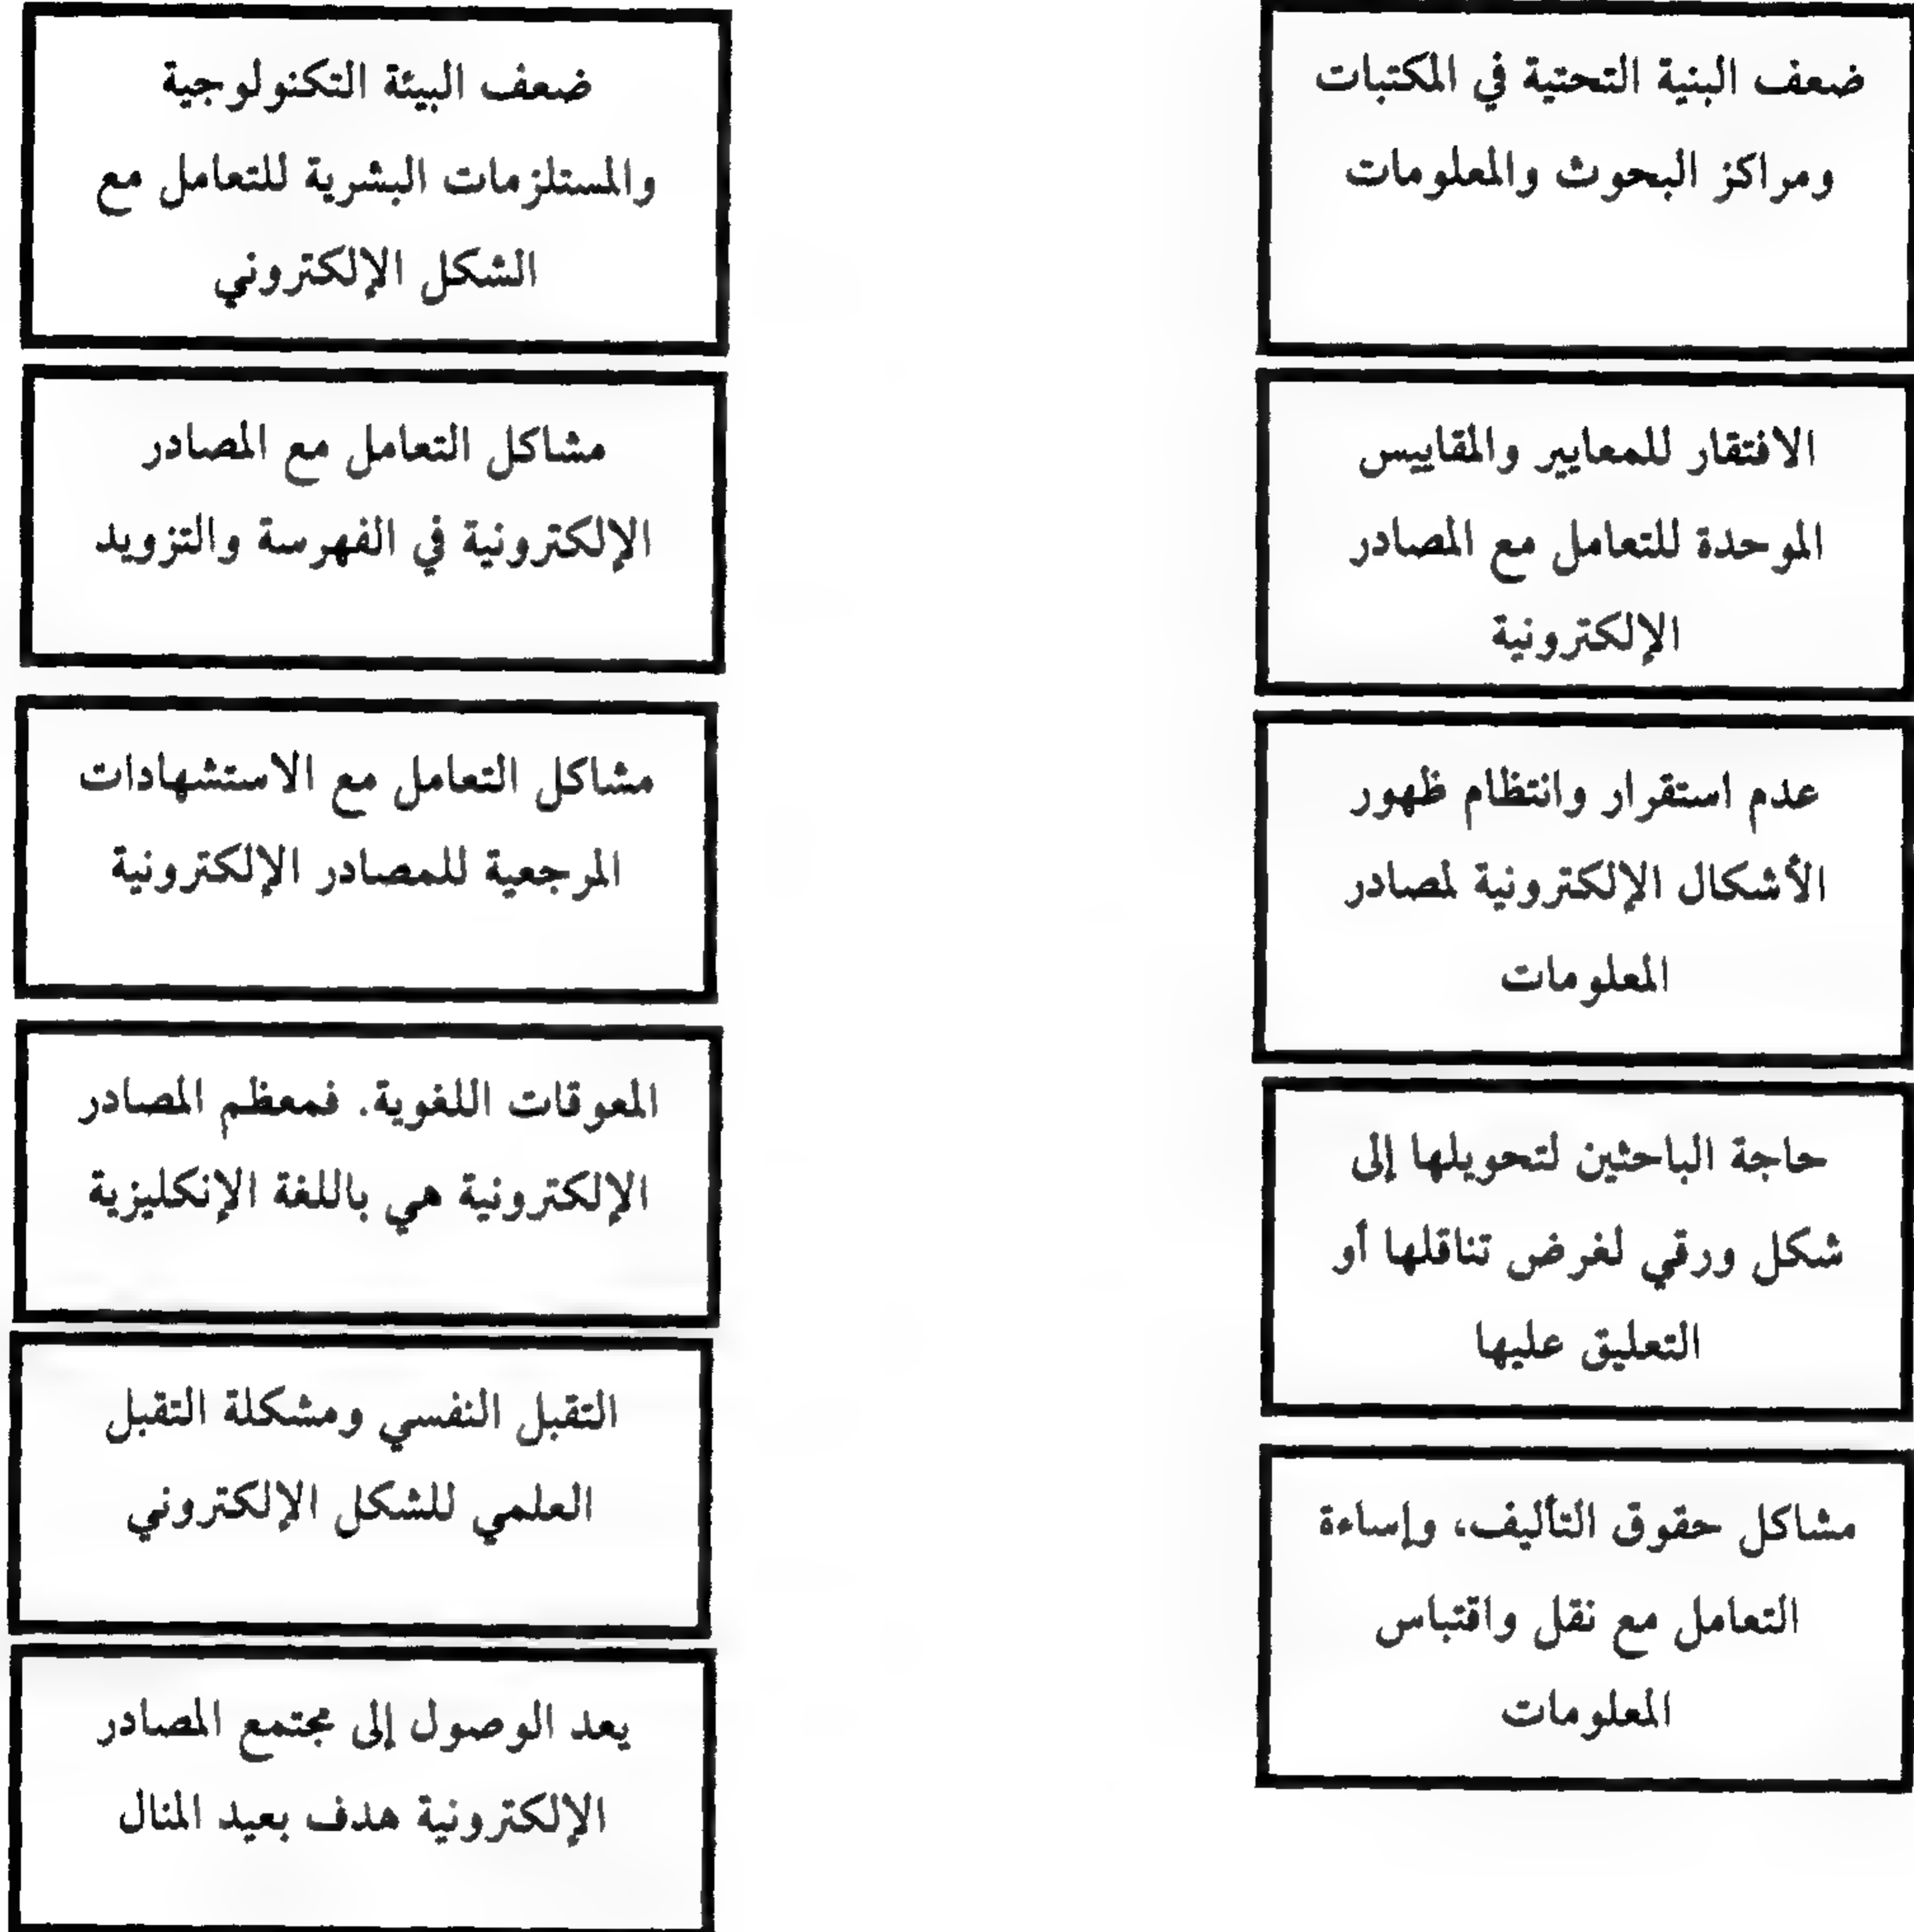 ضعف البنية التحتية في المكتبات
ومراكز البحوث والمعلومات
الافتقار للمعايير والمقاييس
الموحدة للتعامل مع المصادر
الإلكترونية
عدم استقرار وانتظام ظهور
الأشكال الإلكترونية لمصادر
المعلومات
حاجة الباحثين لتحويلها إلى
شكل ورقي لغرض تناقلها أو
التعليق عليها
مشاكل حقوق التأليف، وإساءة
التعامل مع نقل واقتباس
المعلومات
ضعف البيئة التكنولوجية
والمستلزمات البشرية للتعامل مع
الشكل الإلكتروني
مشاكل التعامل مع المصادر
الإلكترونية في الفهرسة والتزويد
مشاكل التعامل مع الاستشهادات
المرجعية للمصادر الإلكترونية
المعوقات اللغوية. فمعظم المصادر
الإلكترونية هي باللغة الإنكليزية
التقبل النفسي ومشكلة التقبل
العلمي للشكل الإلكتروني
يعد الوصول إلى مجتمع المصادر
الإلكترونية هدف بعيد المنال